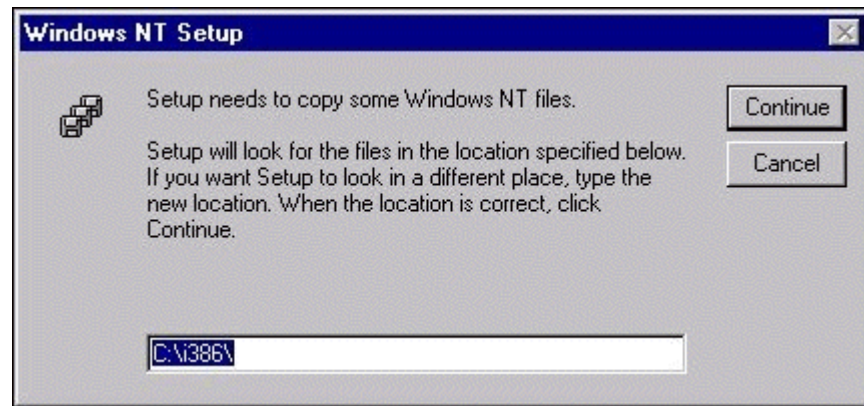 Windows NT Setup
Setup needs to copy some Windows NT files.
Continue
Setup will look for the files in the location specified below.
If you want Setup to look in a different place, type the
new location. When the location is correct, click
Continue.
Cancel
C:\i386\